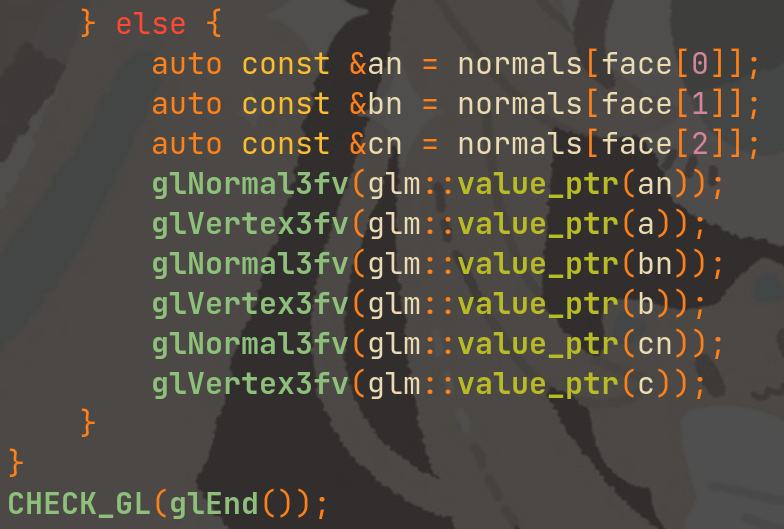 } else {
auto const &an = normals[face[0]];
auto const &bn = normals[face[1]];
auto const &cn = normals[face[2]];
glNormal3fv(glm::value_ptr(an));
glVertex3fv(glm::value_ptr(a));
glNormal3fv(glm::value_ptr(bn));
glVertex3fv(glm::value_ptr(b));
glNormal3fv(glm::value_ptr(cn));
glVertex3fv(glm::value_ptr(c));
}
}
CHECK_GL(glEnd());